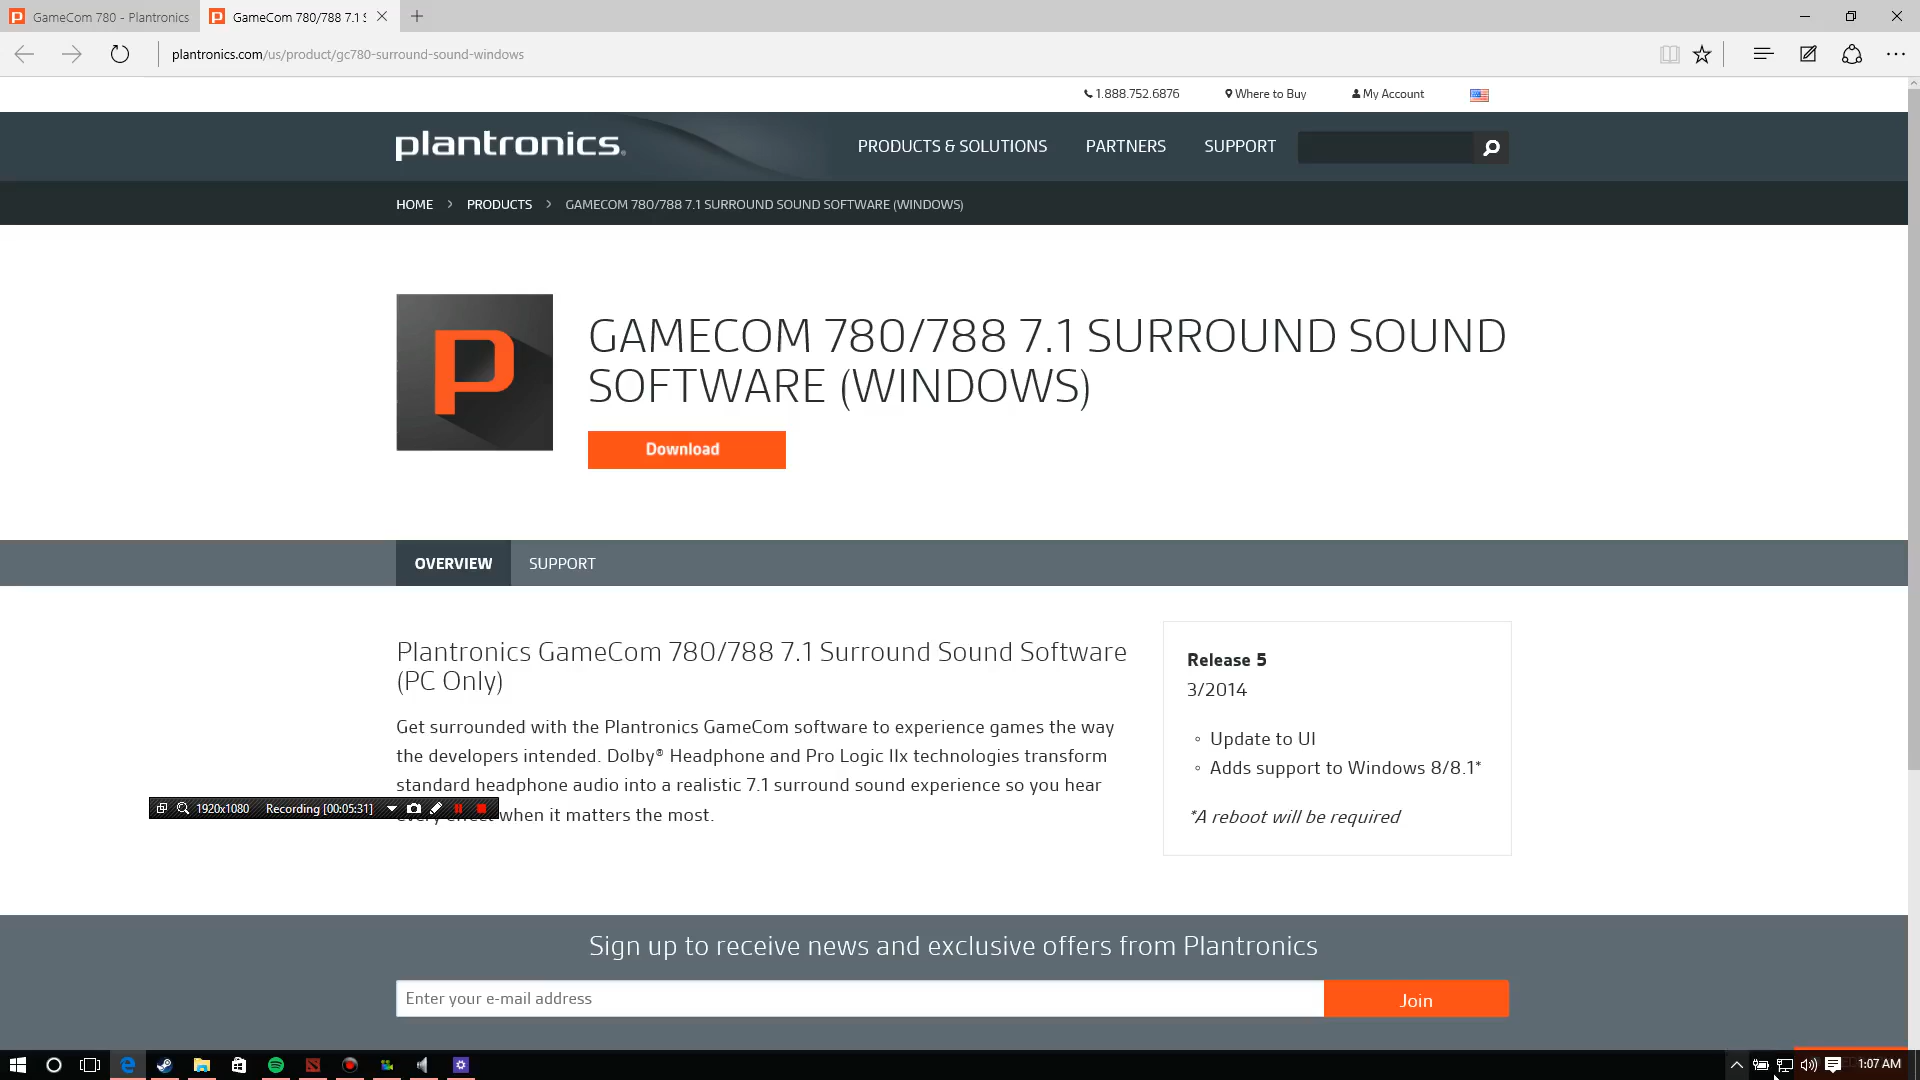 GameCom 780 - Plantronics
GameCom 780/788 7.1 S
plantronics.com/us/product/gc780-surround-sound-windows
1.888.752.6876
Where to Buy
My Account
plantronics.
PRODUCTS & SOLUTIONS
PARTNERS
SUPPORT
HOME > PRODUCTS > GAMECOM 780/788 7.1 SURROUND SOUND SOFTWARE (WINDOWS)
GAMECOM 780/788 7.1 SURROUND SOUND
SOFTWARE (WINDOWS)
Download
OVERVIEW
SUPPORT
Plantronics GameCom 780/788 7.1 Surround Sound Software
(PC Only)
Get surrounded with the Plantronics GameCom software to experience games the way
the developers intended. Dolby® Headphone and Pro Logic IIx technologies transform
standard headphone audio into a realistic 7.1 surround sound experience so you hear
every effect when it matters the most.
1920x1080
Recording [00:05:31]
Release 5
3/2014
◦ Update to UI
◦ Adds support to Windows 8/8.1*
*A reboot will be required
Sign up to receive news and exclusive offers from Plantronics
Enter your e-mail address
Join
1:07 AM